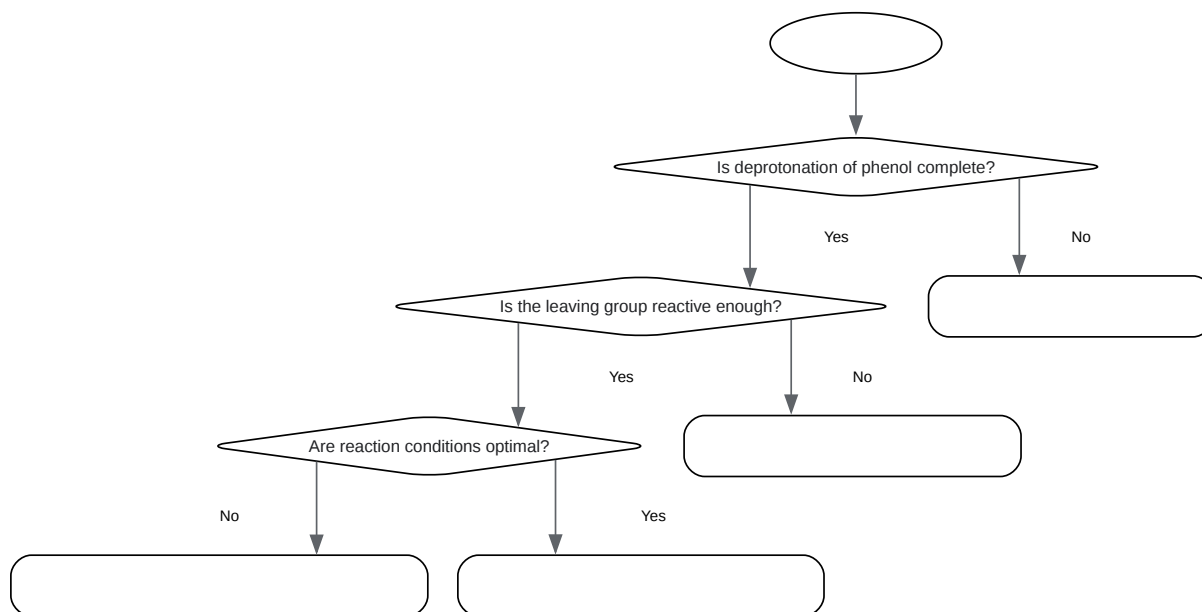 Is deprotonation of phenol complete?
Yes
No
Is the leaving group reactive enough?
Yes
No
Are reaction conditions optimal?
No
Yes